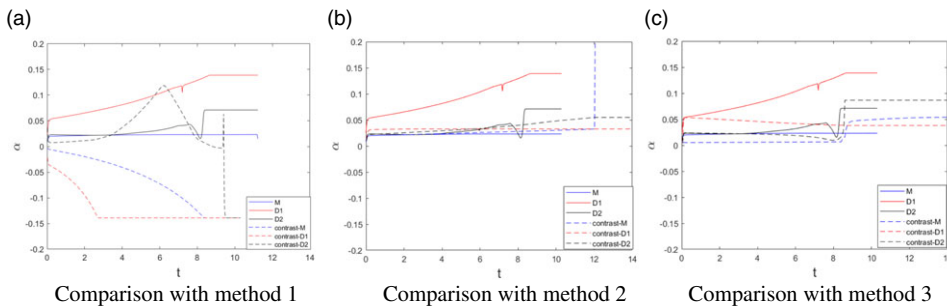 (a)
0.2
0.15
0.1
0.05
0
-0.05
-0.1
-0.15
-0.2
α
0 2 4 6 8 10 12 14
t
M
D1
D2
contrast-M
contrast-D1
contrast-D2
Comparison with method 1
(b)
0.2
0.15
0.1
0.05
0
-0.05
-0.1
-0.15
-0.2
α
0 2 4 6 8 10 12 14
t
M
D1
D2
contrast-M
contrast-D1
contrast-D2
Comparison with method 2
(c)
0.2
0.15
0.1
0.05
0
-0.05
-0.1
-0.15
-0.2
α
0 2 4 6 8 10 12 14
t
M
D1
D2
contrast-M
contrast-D1
contrast-D2
Comparison with method 3